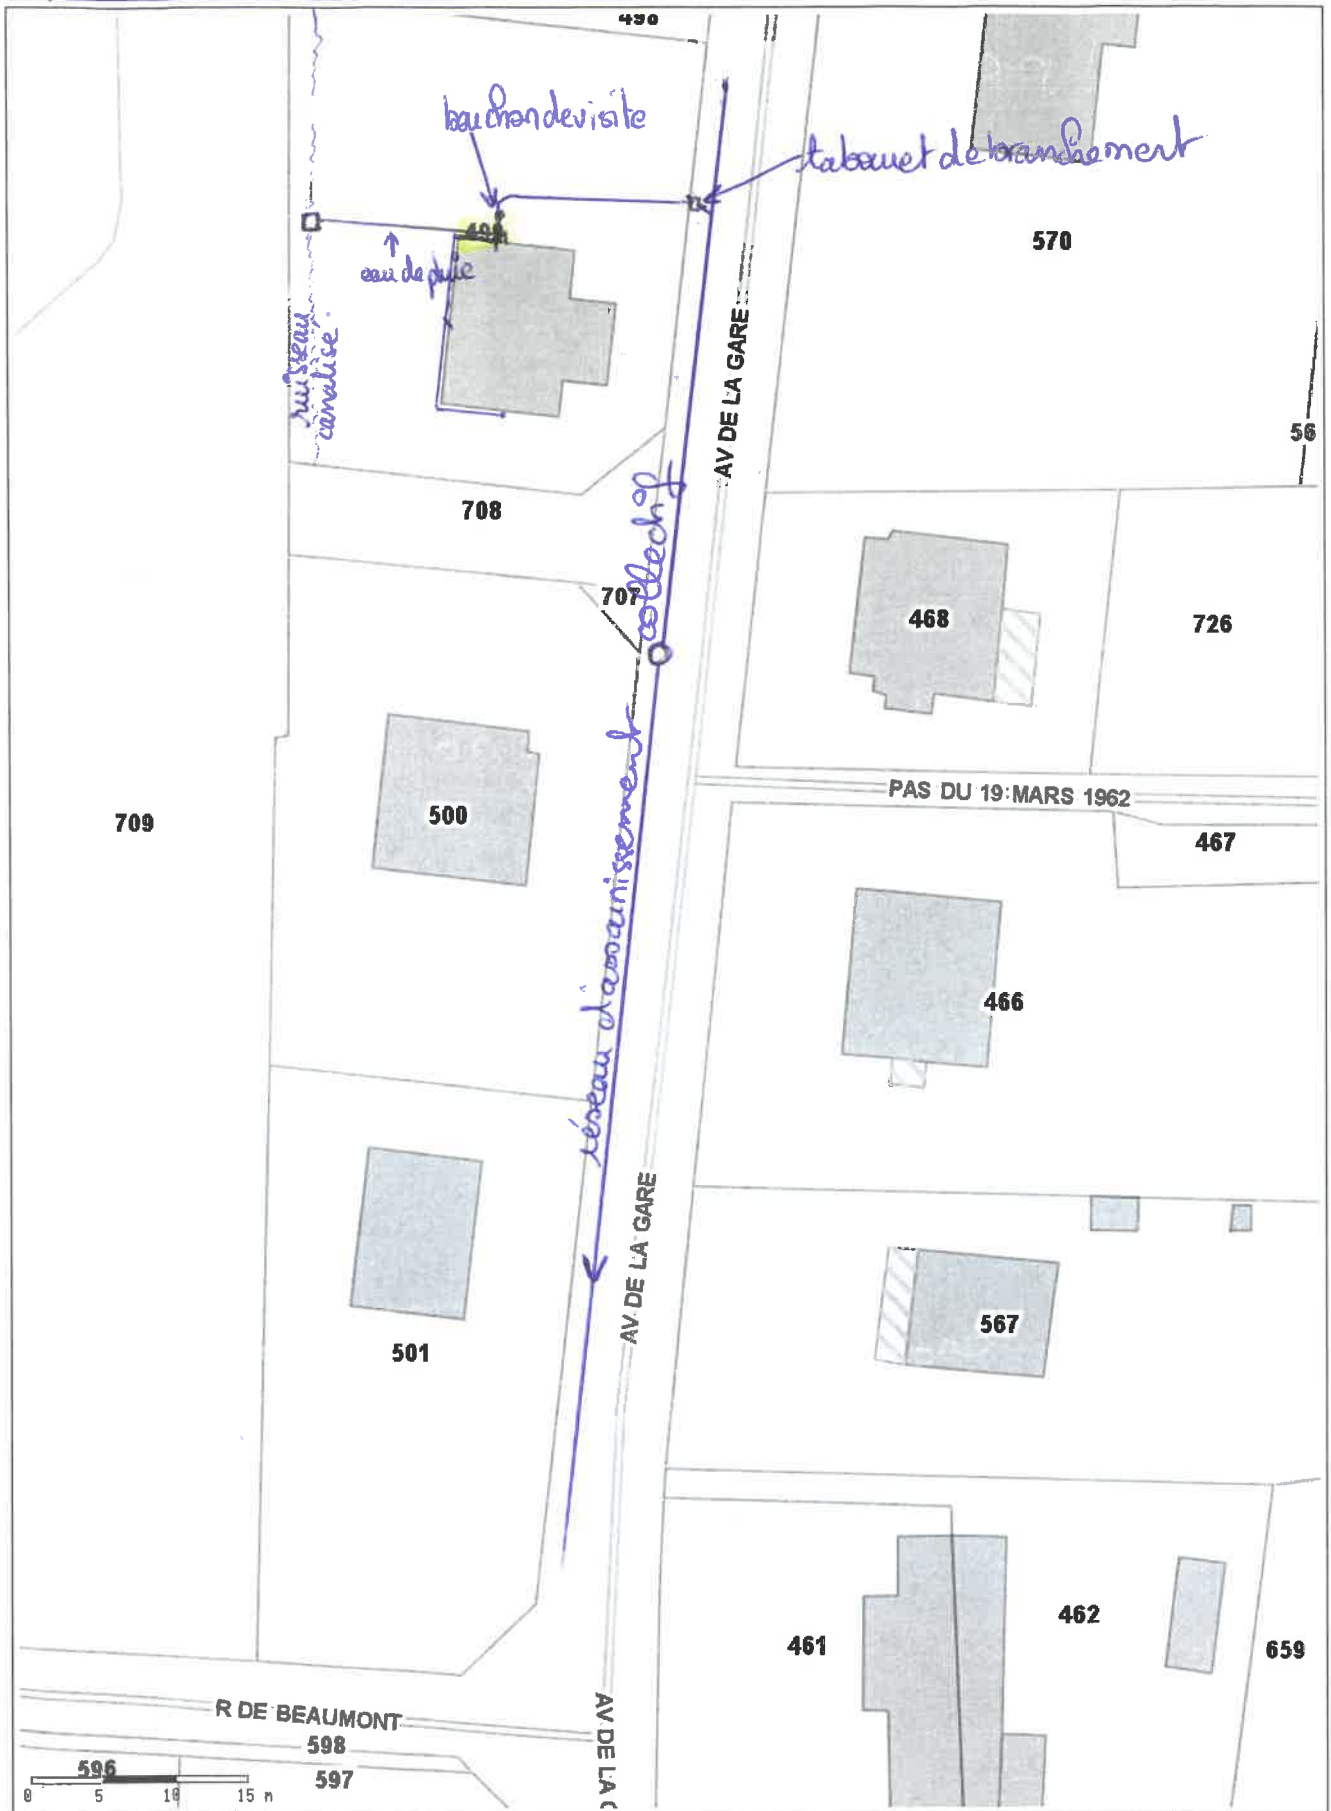 498
bouchon de visite
tabouret de branchement
499
570
eau de pluie
ruisseau
canalisé.
AV DE LA GARE
56
708
collectif
707
468
726
réseau d'assainissement
PAS DU 19 MARS 1962
709
500
467
466
AV DE LA GARE
567
501
461
462
659
R DE BEAUMONT
598
AV DE LA G
596
597
0 5 10 15 m